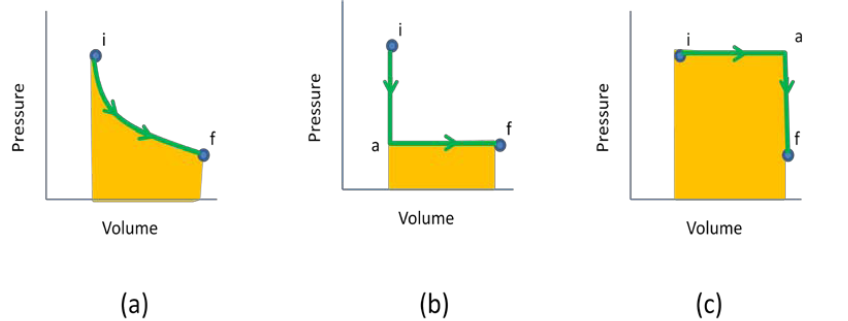 i
f
Pressure
Volume
(a)
i
a
f
Pressure
Volume
(b)
i
a
f
Pressure
Volume
(c)